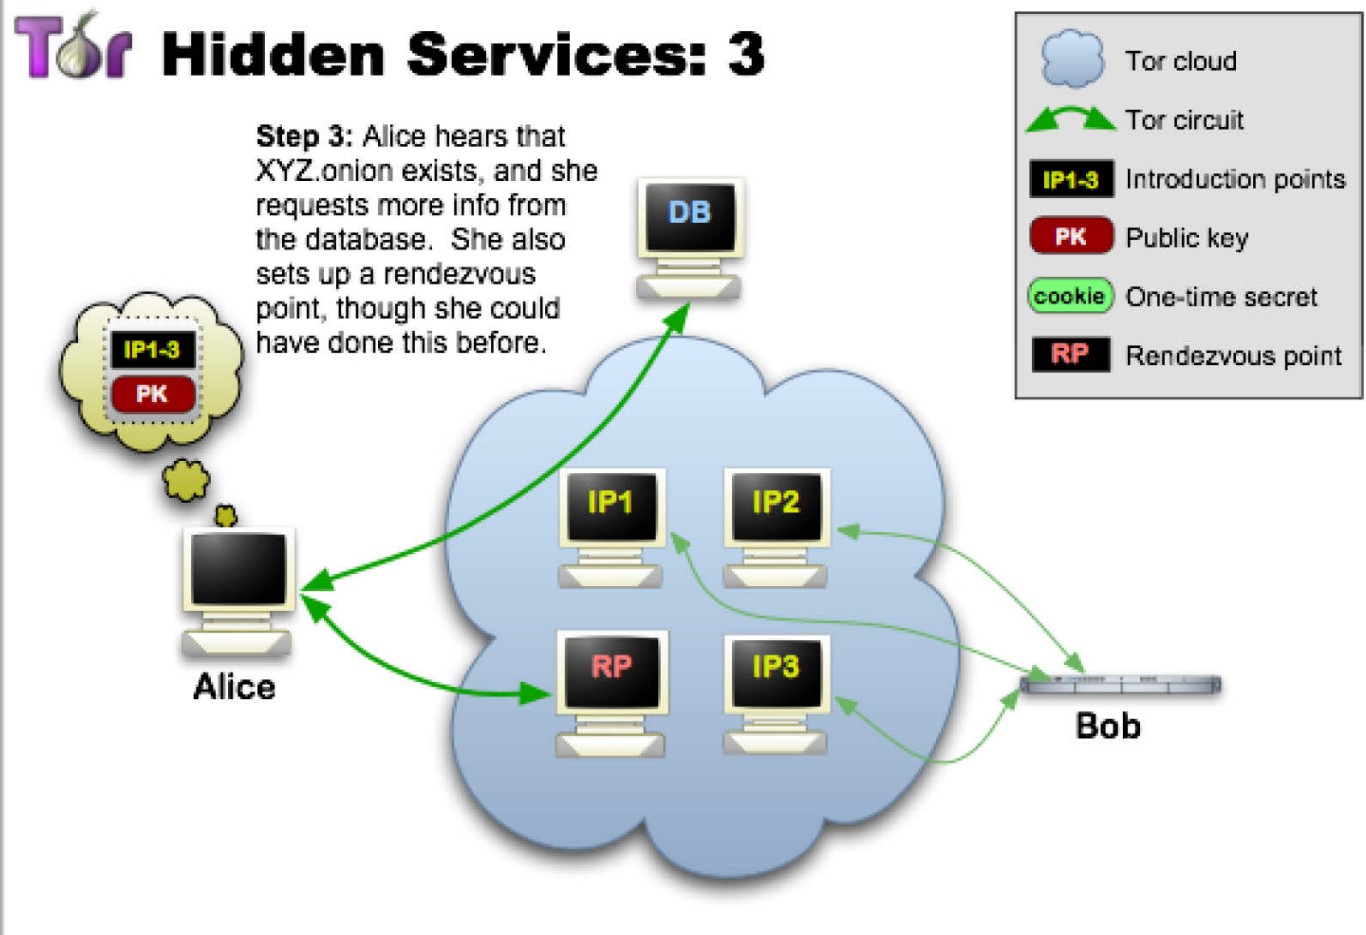 Tor Hidden Services: 3
Step 3: Alice hears that
XYZ.onion exists, and she
requests more info from
the database. She also
sets up a rendezvous
point, though she could
have done this before.
Tor cloud
Tor circuit
IP1-3 Introduction points
PK Public key
cookie One-time secret
RP Rendezvous point
DB
IP1-3
PK
IP1
IP2
RP
IP3
Alice
Bob